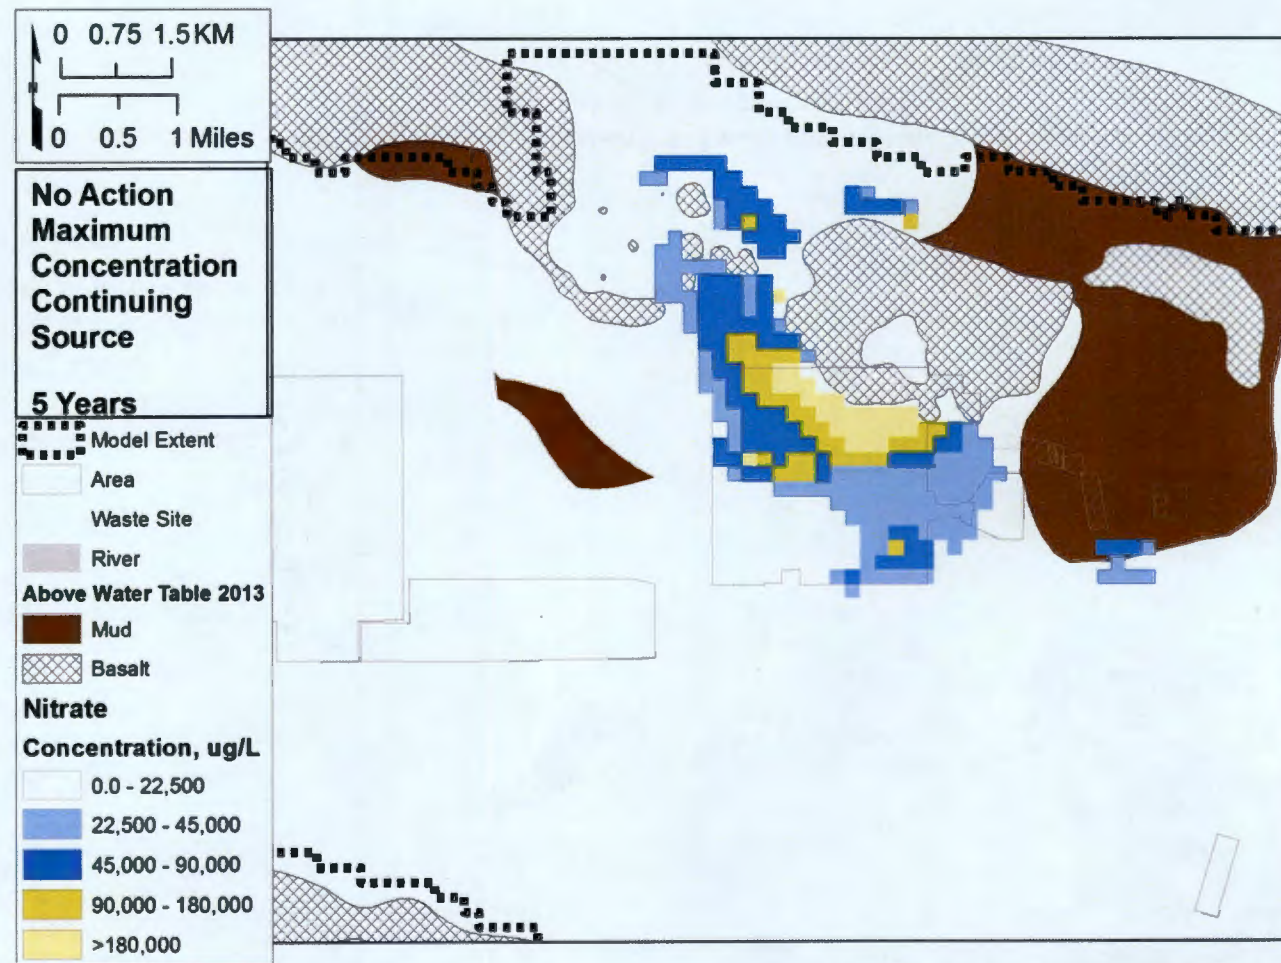 0 0.75 1.5 KM
0 0.5 1 Miles
No Action
Maximum
Concentration
Continuing
Source
5 Years
Model Extent
Area
Waste Site
River
Above Water Table 2013
Mud
Basalt
Nitrate
Concentration, ug/L
0.0 - 22,500
22,500 - 45,000
45,000 - 90,000
90,000 - 180,000
>180,000